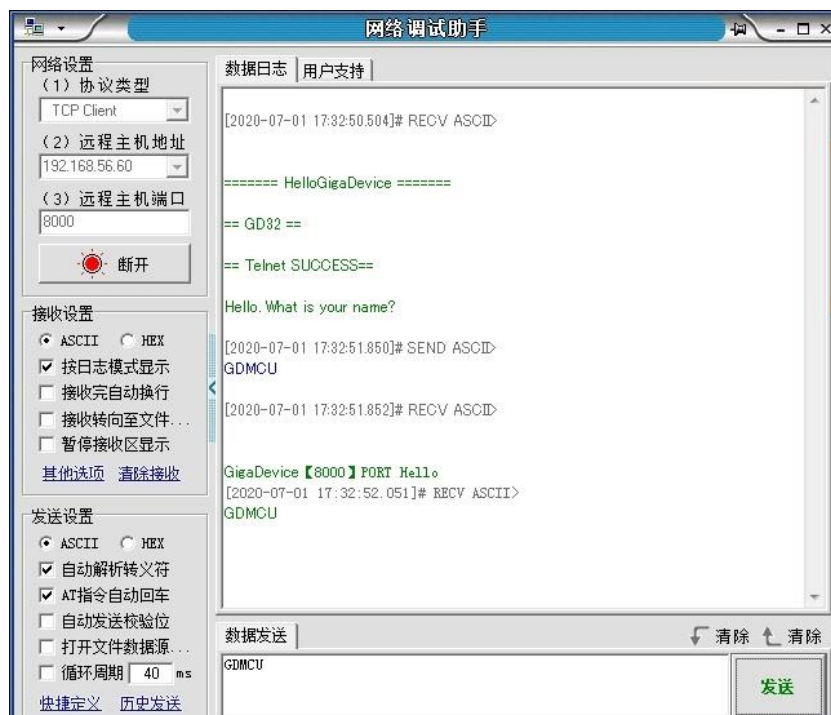 网络调试助手
网络设置
（1）协议类型
TCP Client
（2）远程主机地址
192.168.56.60
（3）远程主机端口
8000
断开
接收设置
ASCII HEX
按日志模式显示
接收完自动换行
接收转向至文件...
暂停接收区显示
其他选项 清除接收
发送设置
ASCII HEX
自动解析转义符
AT指令自动回车
自动发送校验位
打开文件数据源...
循环周期 40 ms
快捷定义 历史发送
数据日志 用户支持
[2020-07-01 17:32:50.504]# RECV ASCII>
======= HelloGigaDevice =======
== GD32 ==
== Telnet SUCCESS==
Hello. What is your name?
[2020-07-01 17:32:51.850]# SEND ASCII>
GDMCU
[2020-07-01 17:32:51.852]# RECV ASCII>
GigaDevice【8000】PORT Hello
[2020-07-01 17:32:52.051]# RECV ASCII>
GDMCU
数据发送 清除 清除
GDMCU
发送